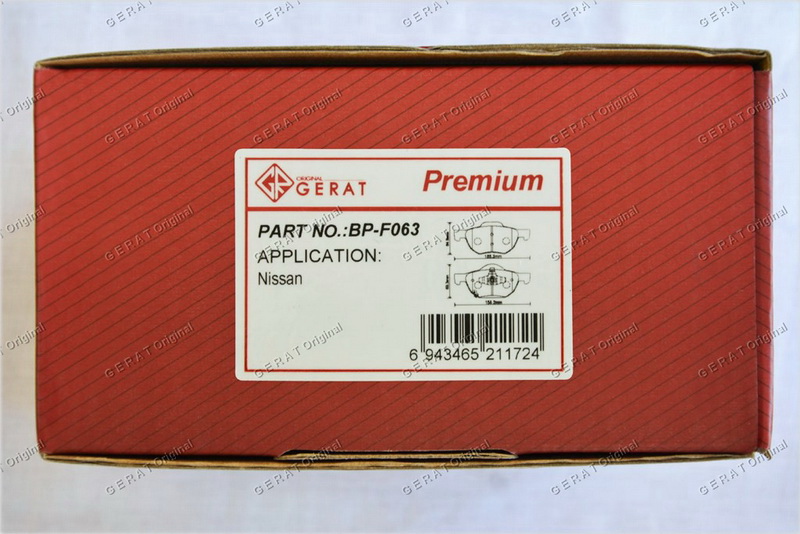 ORIGINAL
GERAT
Premium
PART NO.:BP-F063
APPLICATION:
Nissan
6 943465 211724
GERAT Original